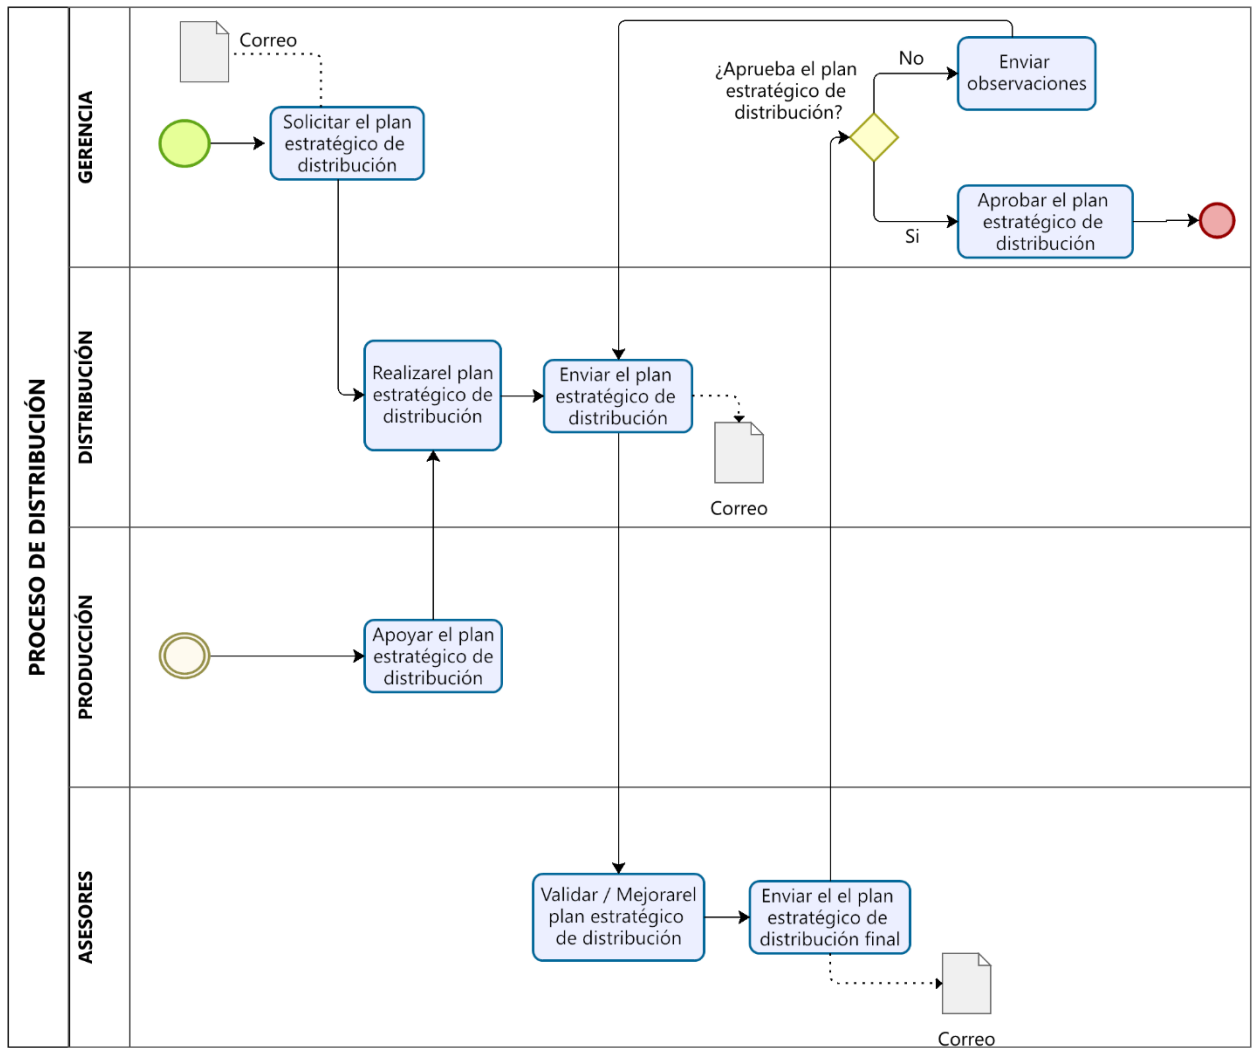 PROCESO DE DISTRIBUCIÓN
GERENCIA
Correo
Solicitar el plan
estratégico de
distribución
¿Aprueba el plan
estratégico de
distribución?
No
Enviar
observaciones
Si
Aprobar el plan
estratégico de
distribución
DISTRIBUCIÓN
Realizarel plan
estratégico de
distribución
Enviar el plan
estratégico de
distribución
Correo
PRODUCCIÓN
Apoyar el plan
estratégico de
distribución
ASESORES
Validar / Mejorarel
plan estratégico
de distribución
Enviar el el plan
estratégico de
distribución final
Correo